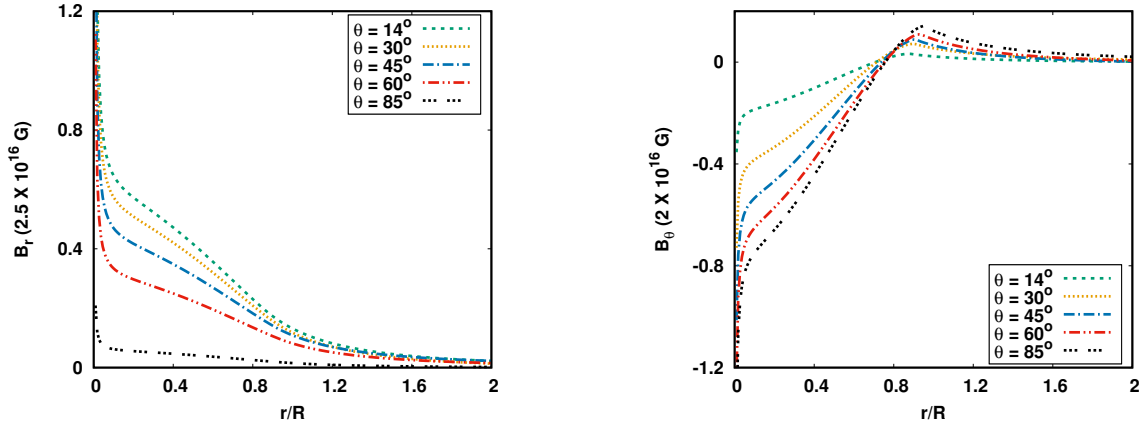 1.2
0.8
0.4
0
0 0.4 0.8 1.2 1.6 2
B_r (2.5 X 10^16 G)
r/R
θ = 14^o
θ = 30^o
θ = 45^o
θ = 60^o
θ = 85^o
0
-0.4
-0.8
-1.2
0 0.4 0.8 1.2 1.6 2
B_θ (2 X 10^16 G)
r/R
θ = 14^o
θ = 30^o
θ = 45^o
θ = 60^o
θ = 85^o